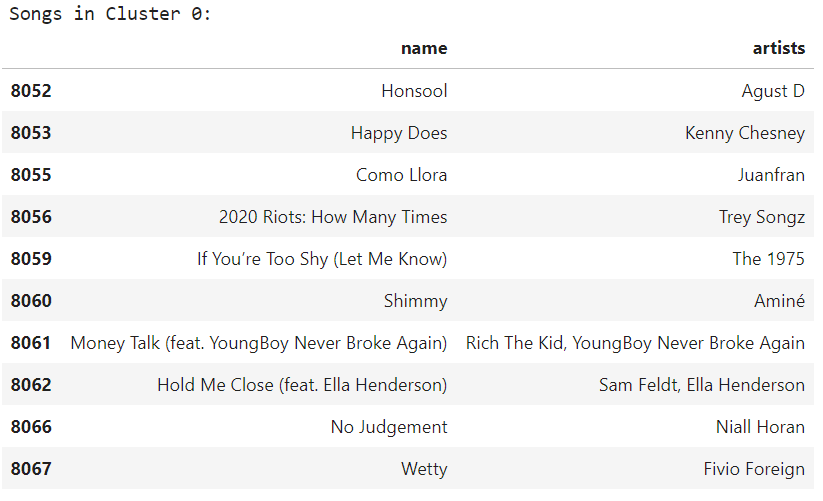 Songs in Cluster 0:
name artists
8052 Honsool Agust D
8053 Happy Does Kenny Chesney
8055 Como Llora Juanfran
8056 2020 Riots: How Many Times Trey Songz
8059 If You’re Too Shy (Let Me Know) The 1975
8060 Shimmy Aminé
8061 Money Talk (feat. YoungBoy Never Broke Again) Rich The Kid, YoungBoy Never Broke Again
8062 Hold Me Close (feat. Ella Henderson) Sam Feldt, Ella Henderson
8066 No Judgement Niall Horan
8067 Wetty Fivio Foreign